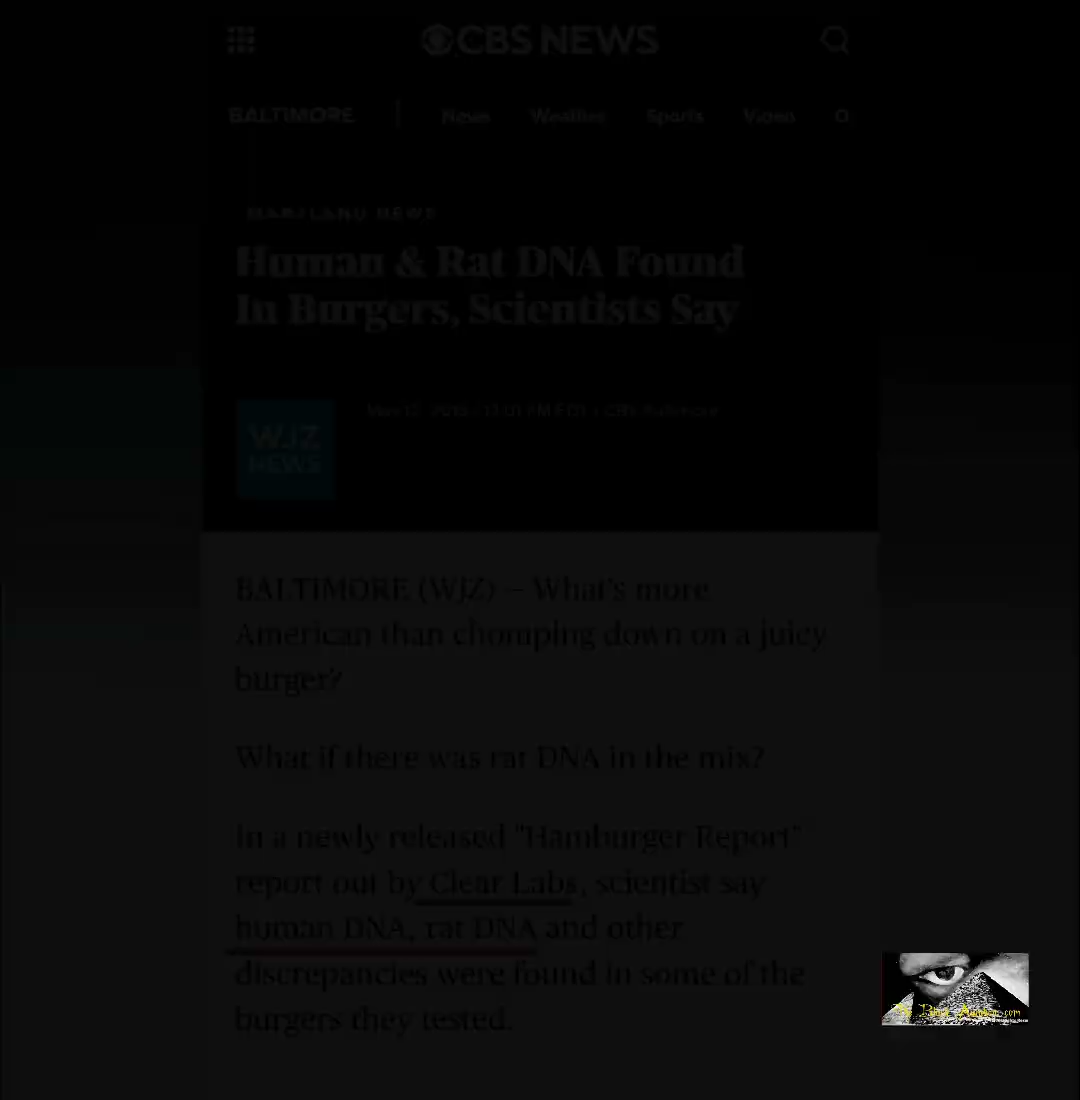 CBS NEWS
BALTIMORE | News Weather Sports Video
MARYLAND NEWS
Human & Rat DNA Found
In Burgers, Scientists Say
WJZ
NEWS
CBS Baltimore
BALTIMORE (WJZ) – What's more
American than chomping down on a juicy
burger?
What if there was rat DNA in the mix?
In a newly released "Hamburger Report"
report out by Clear Labs, scientist say
human DNA, rat DNA and other
discrepancies were found in some of the
burgers they tested.